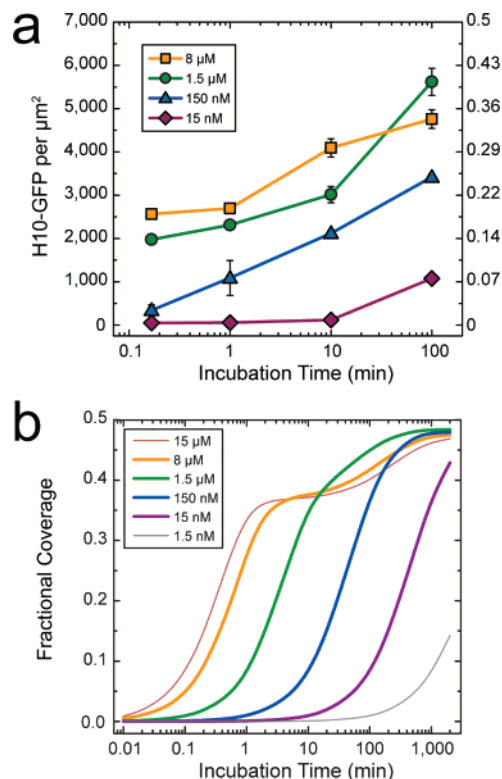 a
7,000
6,000
5,000
4,000
3,000
2,000
1,000
0
H10-GFP per µm²
8 µM
1.5 µM
150 nM
15 nM
0.5
0.43
0.36
0.29
0.22
0.14
0.07
0
0.1 1 10 100
Incubation Time (min)
b
0.5
0.4
0.3
0.2
0.1
0.0
Fractional Coverage
15 µM
8 µM
1.5 µM
150 nM
15 nM
1.5 nM
0.01 0.1 1 10 100 1,000
Incubation Time (min)